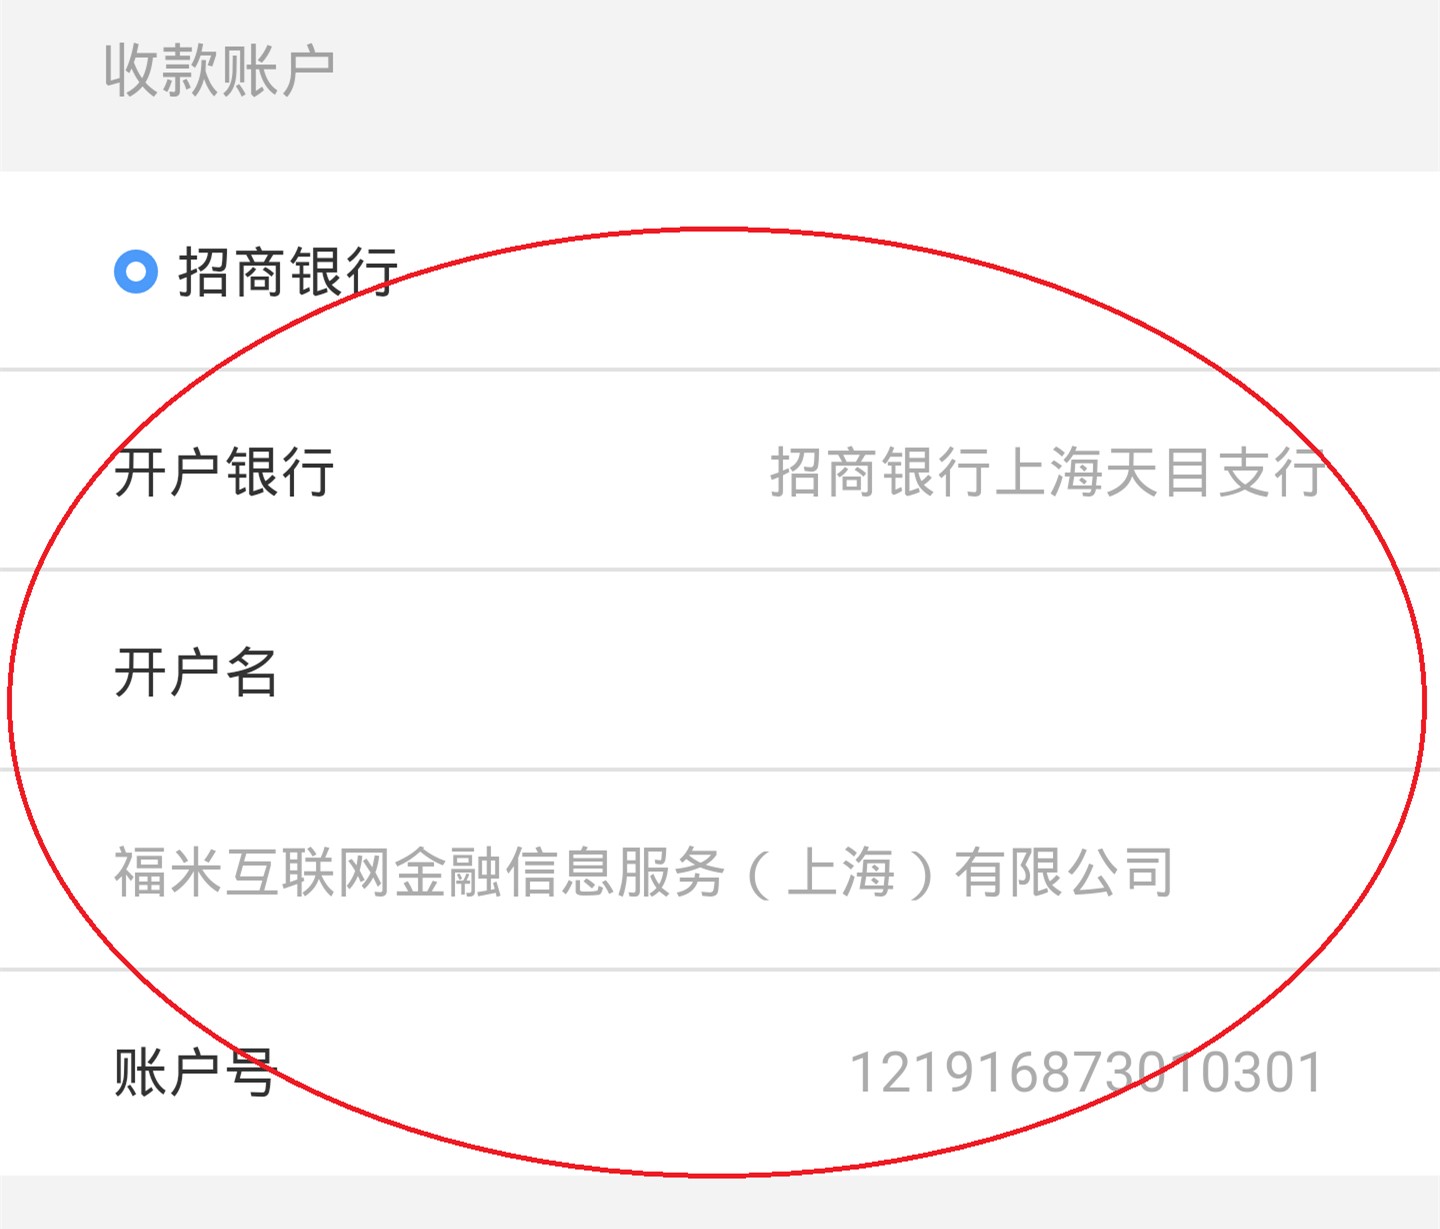 收款账户
招商银行
开户银行 招商银行上海天目支行
开户名
福米互联网金融信息服务（上海）有限公司
账户号 121916873010301